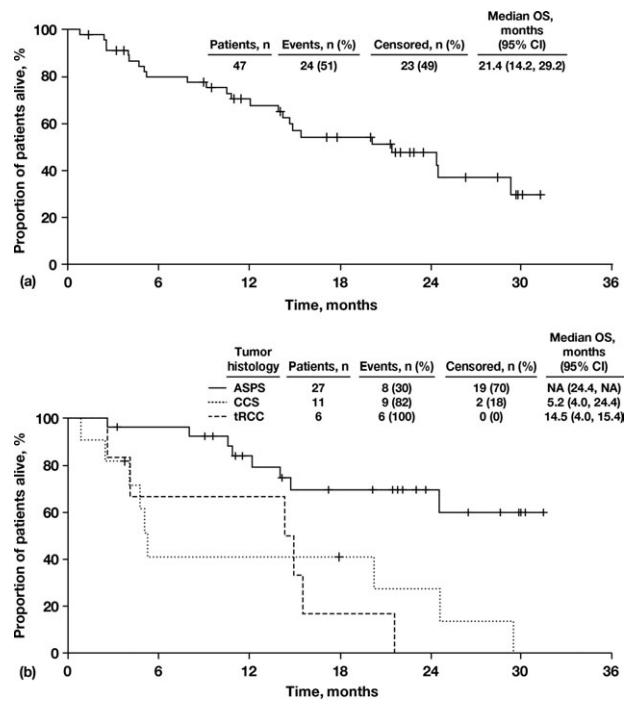 Proportion of patients alive, %
100
80
60
40
20
0
0 6 12 18 24 30 36
Time, months
(a)
Patients, n Events, n (%) Censored, n (%) Median OS, months (95% CI)
47 24 (51) 23 (49) 21.4 (14.2, 29.2)
Tumor histology Patients, n Events, n (%) Censored, n (%) Median OS, months (95% CI)
ASPS 27 8 (30) 19 (70) NA (24.4, NA)
CCS 11 9 (82) 2 (18) 5.2 (4.0, 24.4)
tRCC 6 6 (100) 0 (0) 14.5 (4.0, 15.4)
Proportion of patients alive, %
100
80
60
40
20
0
0 6 12 18 24 30 36
Time, months
(b)